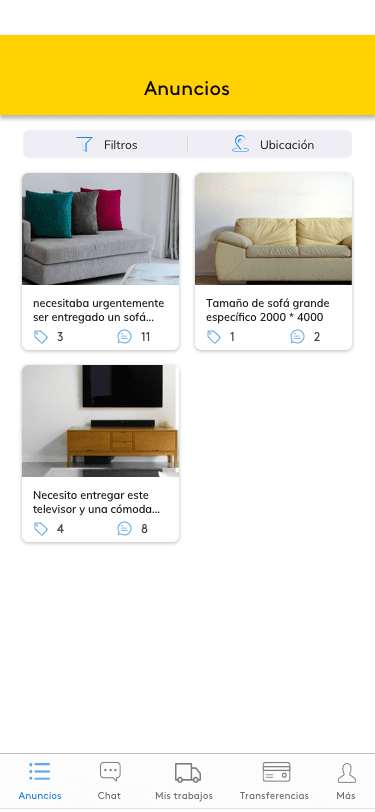 Anuncios
Filtros
Ubicación
necesitaba urgentemente
ser entregado un sofá...
3
11
Tamaño de sofá grande
específico 2000 * 4000
1
2
Necesito entregar este
televisor y una cómoda...
4
8
Anuncios
Chat
Mis trabajos
Transferencias
Más